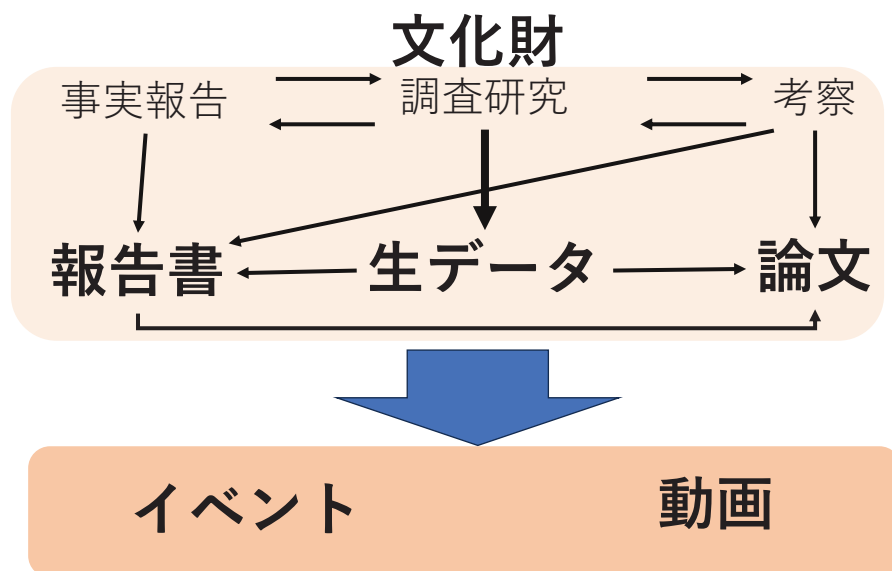 文化財
事実報告 調査研究 考察
報告書 生データ 論文
イベント 動画